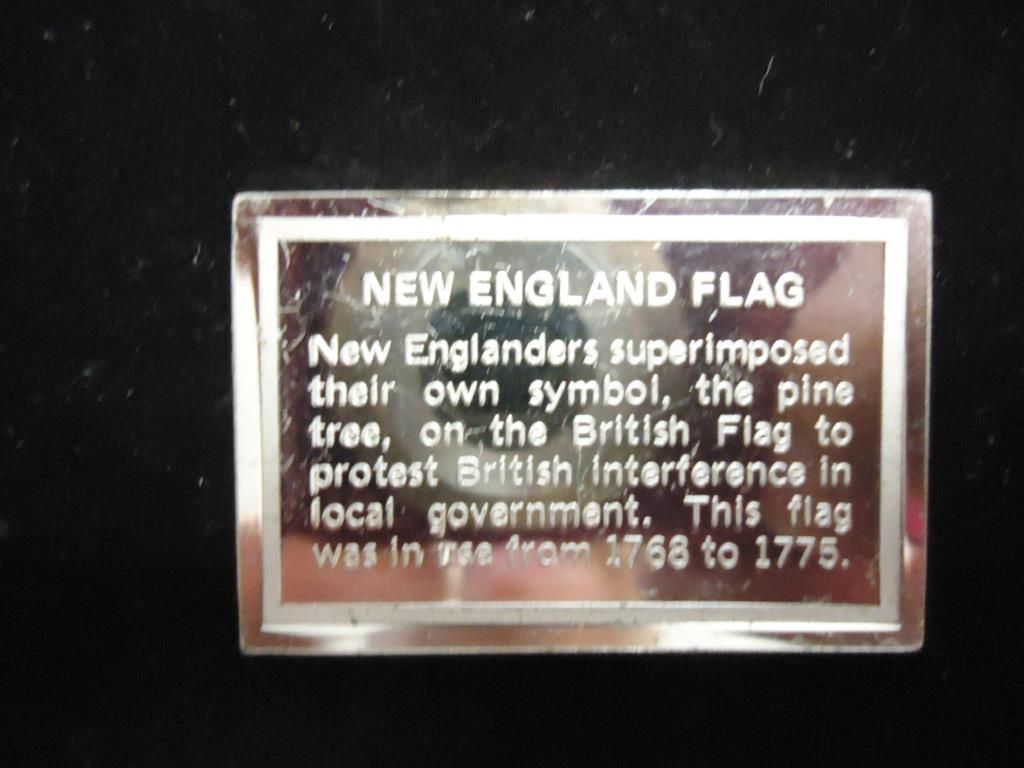 NEW ENGLAND FLAG
New Englanders superimposed
their own symbol, the pine
tree, on the British Flag to
protest British interference in
local government. This flag
was in use from 1768 to 1775.